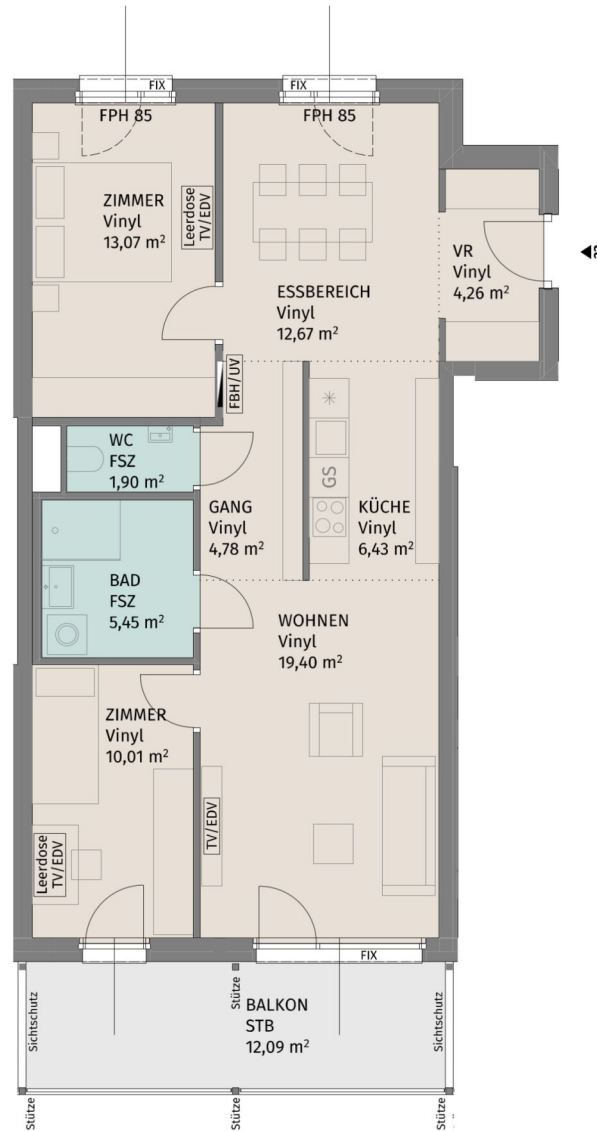 FIX
FIX
FPH 85
FPH 85
ZIMMER
Vinyl
13,07 m²
Leerdose
TV/EDV
VR
Vinyl
4,26 m²
ESSBEREICH
Vinyl
12,67 m²
FBH/UV
WC
FSZ
1,90 m²
GS
GANG
Vinyl
4,78 m²
KÜCHE
Vinyl
6,43 m²
BAD
FSZ
5,45 m²
WOHNEN
Vinyl
19,40 m²
ZIMMER
Vinyl
10,01 m²
TV/EDV
Leerdose
TV/EDV
FIX
Sichtschutz
Stütze
BALKON
STB
12,09 m²
Sichtschutz
Stütze
Stütze
Stütze